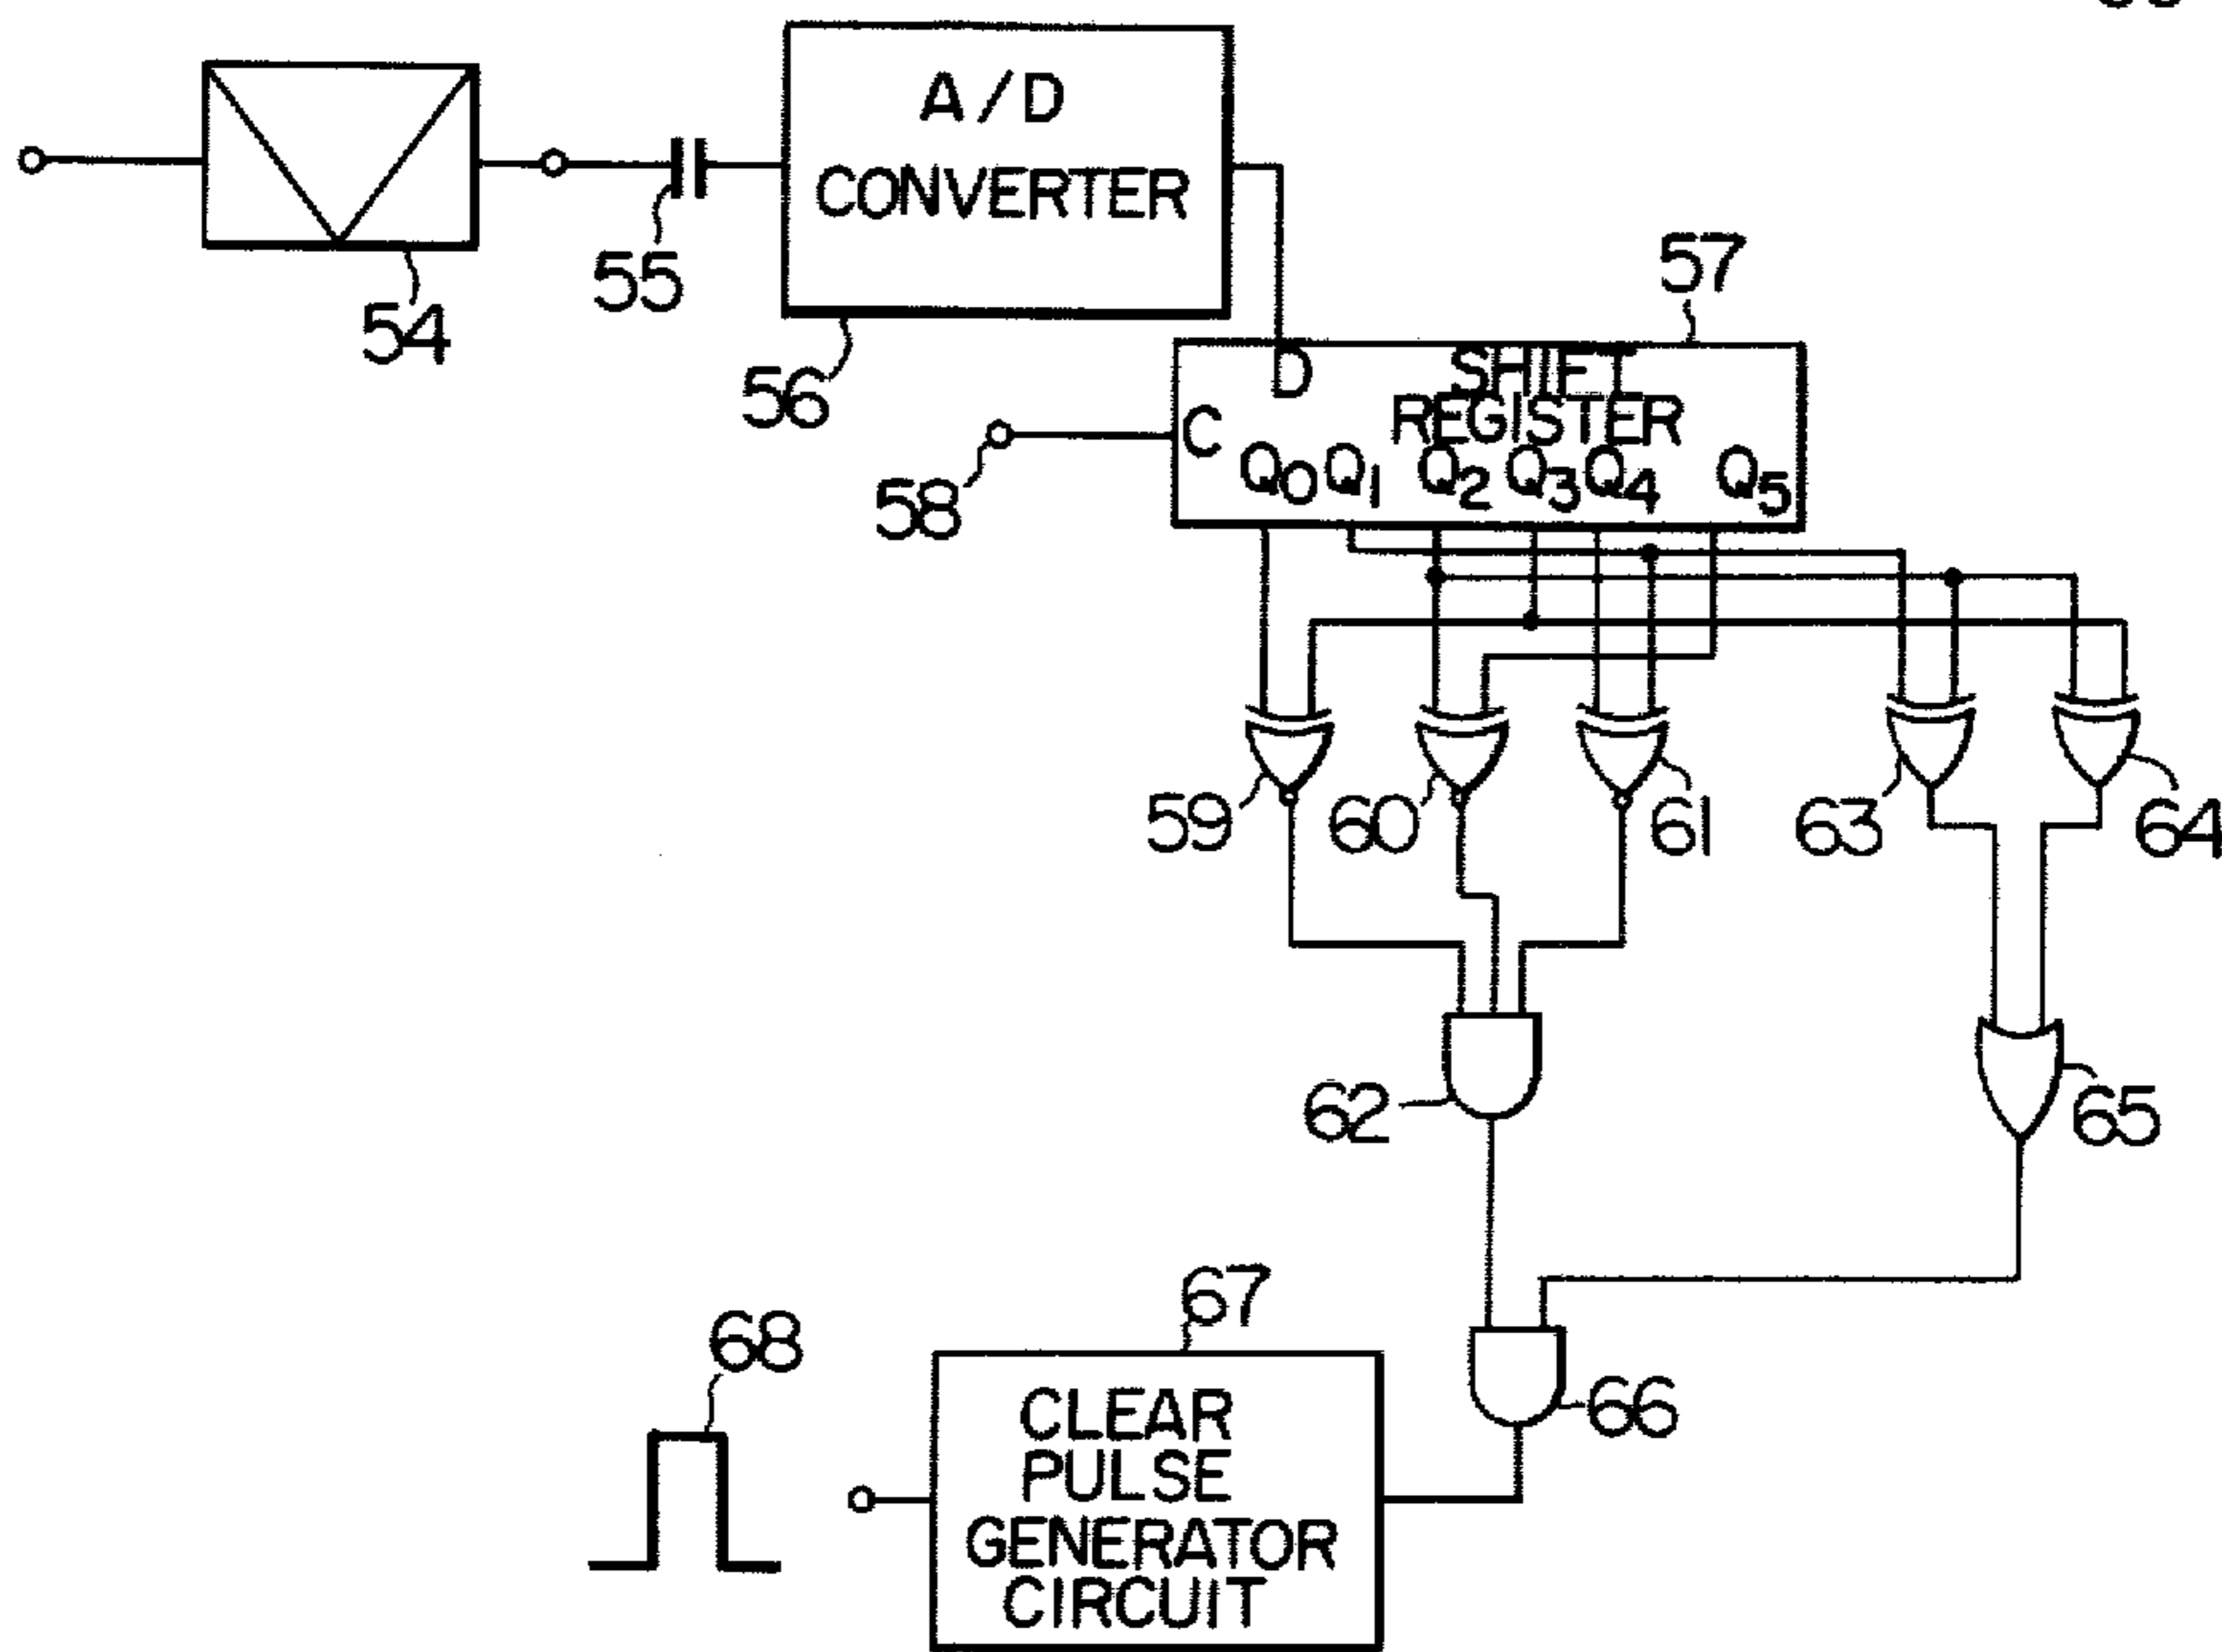 A/D
CONVERTER
54
55
56
57
D
SHIFT
REGISTER
C
58
Q0 Q1 Q2 Q3 Q4 Q5
59
60
61
63
64
62
65
67
68
66
CLEAR
PULSE
GENERATOR
CIRCUIT